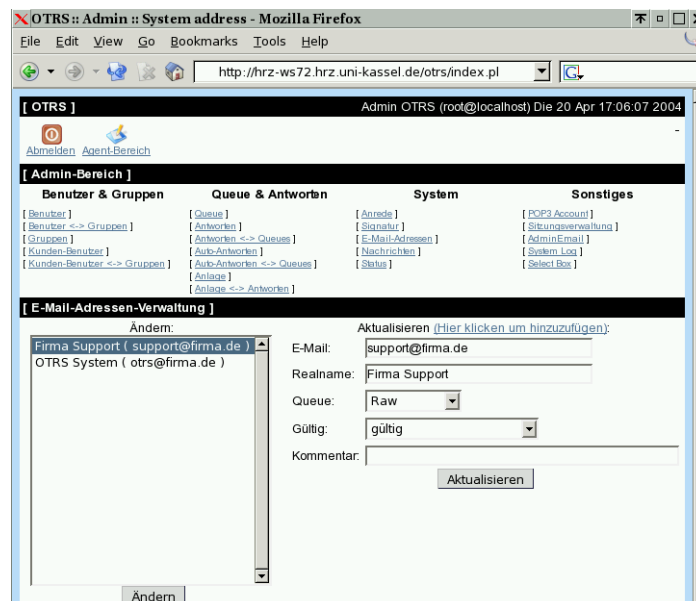 OTRS :: Admin :: System address - Mozilla Firefox
File Edit View Go Bookmarks Tools Help
http://hrz-ws72.hrz.uni-kassel.de/otrs/index.pl
[ OTRS ] Admin OTRS (root@localhost) Die 20 Apr 17:06:07 2004
Abmelden Agent-Bereich -
[ Admin-Bereich ]
Benutzer & Gruppen Queue & Antworten System Sonstiges
[ Benutzer ] [ Queue ] [ Anrede ] [ POP3 Account ]
[ Benutzer <-> Gruppen ] [ Antworten ] [ Signatur ] [ Sitzungsverwaltung ]
[ Gruppen ] [ Antworten <-> Queues ] [ E-Mail-Adressen ] [ AdminEmail ]
[ Kunden-Benutzer ] [ Auto-Antworten ] [ Nachrichten ] [ System Log ]
[ Kunden-Benutzer <-> Gruppen ] [ Auto-Antworten <-> Queues ] [ Status ] [ Select Box ]
[ Anlage ]
[ Anlage <-> Antworten ]
[ E-Mail-Adressen-Verwaltung ]
Ändern: Aktualisieren (Hier klicken um hinzuzufügen):
Firma Support ( support@firma.de ) E-Mail: support@firma.de
OTRS System ( otrs@firma.de ) Realname: Firma Support
Queue: Raw
Gültig: gültig
Kommentar:
Aktualisieren
Ändern